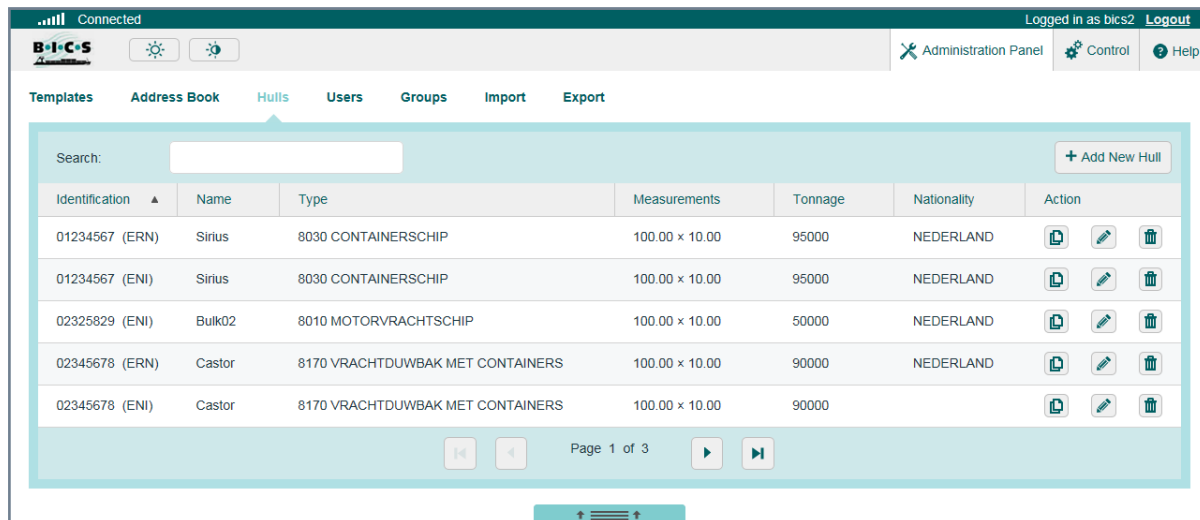 Connected Logged in as bics2 Logout
B·I·C·S Administration Panel Control Help
Templates Address Book Hulls Users Groups Import Export
Search: + Add New Hull
Identification ▲ Name Type Measurements Tonnage Nationality Action
01234567 (ERN) Sirius 8030 CONTAINERSCHIP 100.00 × 10.00 95000 NEDERLAND
01234567 (ENI) Sirius 8030 CONTAINERSCHIP 100.00 × 10.00 95000 NEDERLAND
02325829 (ENI) Bulk02 8010 MOTORVRACHTSCHIP 100.00 × 10.00 50000 NEDERLAND
02345678 (ERN) Castor 8170 VRACHTDUWBAK MET CONTAINERS 100.00 × 10.00 90000 NEDERLAND
02345678 (ENI) Castor 8170 VRACHTDUWBAK MET CONTAINERS 100.00 × 10.00 90000
Page 1 of 3